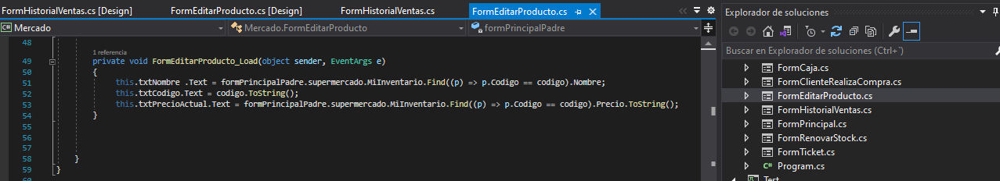 FormHistorialVentas.cs [Design]
FormEditarProducto.cs [Design]
FormHistorialVentas.cs
FormEditarProducto.cs
C# Mercado
Mercado.FormEditarProducto
formPrincipalPadre
48
1 referencia
49 private void FormEditarProducto_Load(object sender, EventArgs e)
50 {
51 this.txtNombre .Text = formPrincipalPadre.supermercado.MiInventario.Find((p) => p.Codigo == codigo).Nombre;
52 this.txtCodigo.Text = codigo.ToString();
53 this.txtPrecioActual.Text = formPrincipalPadre.supermercado.MiInventario.Find((p) => p.Codigo == codigo).Precio.ToString();
54 }
55
56
57
58 }
59 }
60
Explorador de soluciones
Buscar en Explorador de soluciones (Ctrl+`)
FormCaja.cs
FormClienteRealizaCompra.cs
FormEditarProducto.cs
FormHistorialVentas.cs
FormPrincipal.cs
FormRenovarStock.cs
FormTicket.cs
C# Program.cs
Test